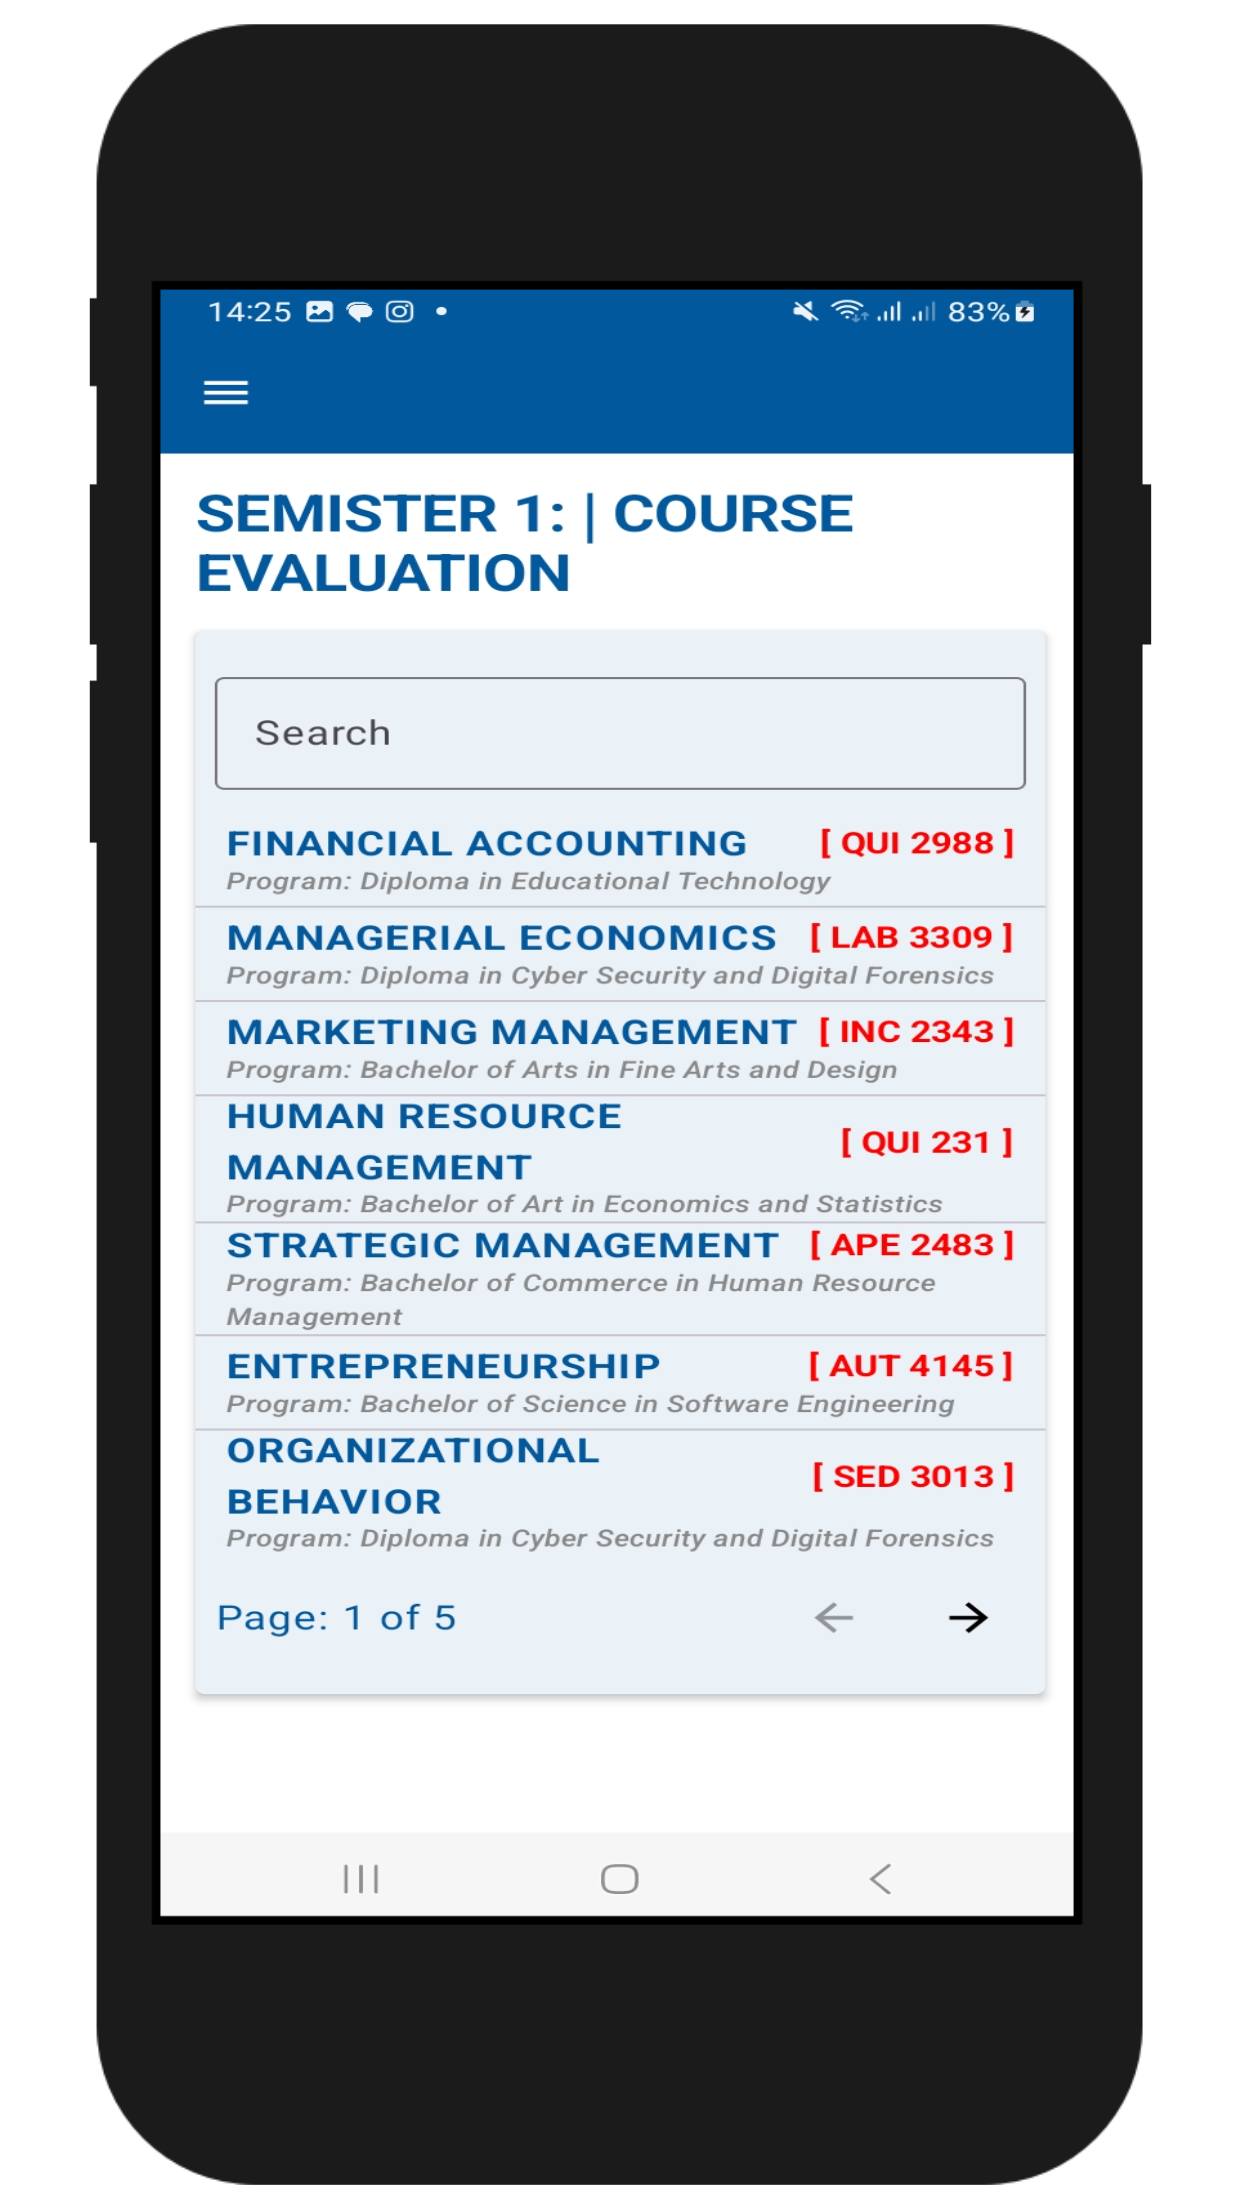 14:25 83%
SEMISTER 1: | COURSE
EVALUATION
Search
FINANCIAL ACCOUNTING [ QUI 2988 ]
Program: Diploma in Educational Technology
MANAGERIAL ECONOMICS [ LAB 3309 ]
Program: Diploma in Cyber Security and Digital Forensics
MARKETING MANAGEMENT [ INC 2343 ]
Program: Bachelor of Arts in Fine Arts and Design
HUMAN RESOURCE
MANAGEMENT [ QUI 231 ]
Program: Bachelor of Art in Economics and Statistics
STRATEGIC MANAGEMENT [ APE 2483 ]
Program: Bachelor of Commerce in Human Resource
Management
ENTREPRENEURSHIP [ AUT 4145 ]
Program: Bachelor of Science in Software Engineering
ORGANIZATIONAL
BEHAVIOR [ SED 3013 ]
Program: Diploma in Cyber Security and Digital Forensics
Page: 1 of 5